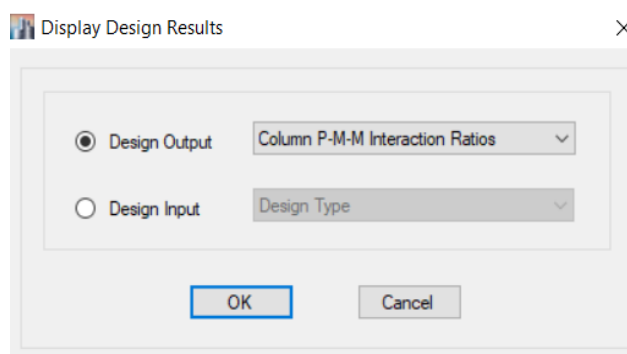 Display Design Results
Design Output Column P-M-M Interaction Ratios
Design Input Design Type
OK Cancel